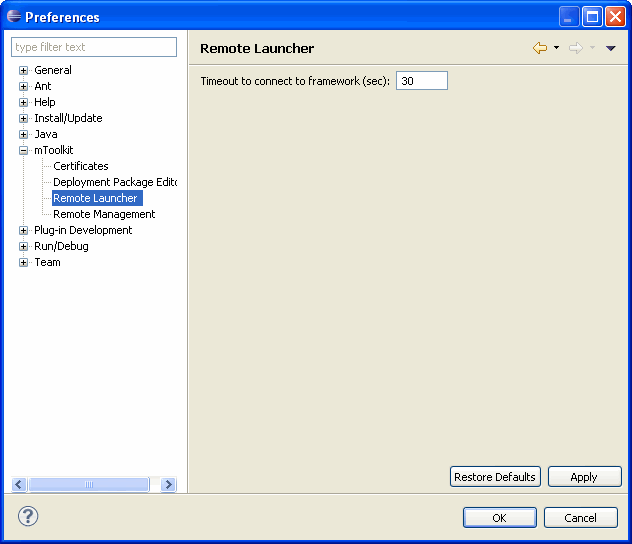 Preferences
type filter text
General
Ant
Help
Install/Update
Java
mToolkit
Certificates
Deployment Package Edito
Remote Launcher
Remote Management
Plug-in Development
Run/Debug
Team
Remote Launcher
Timeout to connect to framework (sec): 30
Restore Defaults Apply
? OK Cancel